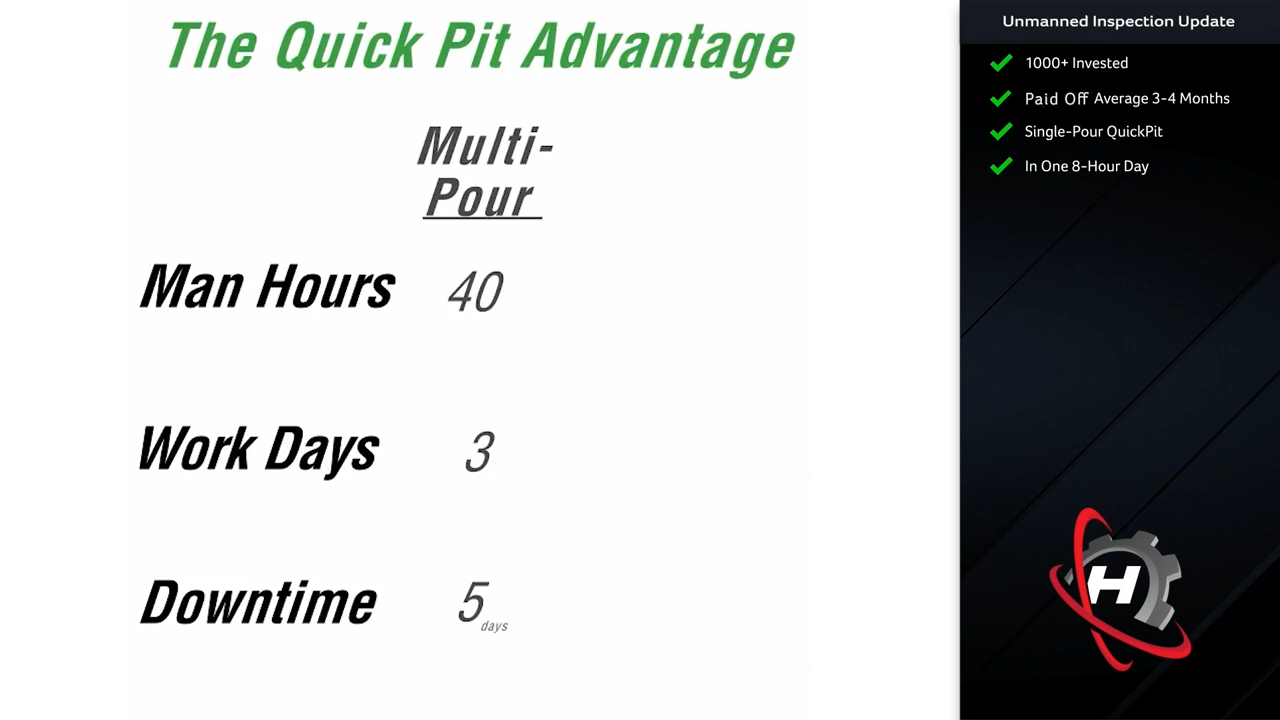 The Quick Pit Advantage
Multi-
Pour
Man Hours 40
Work Days 3
Downtime 5 days
Unmanned Inspection Update
1000+ Invested
Paid Off Average 3-4 Months
Single-Pour QuickPit
In One 8-Hour Day
H